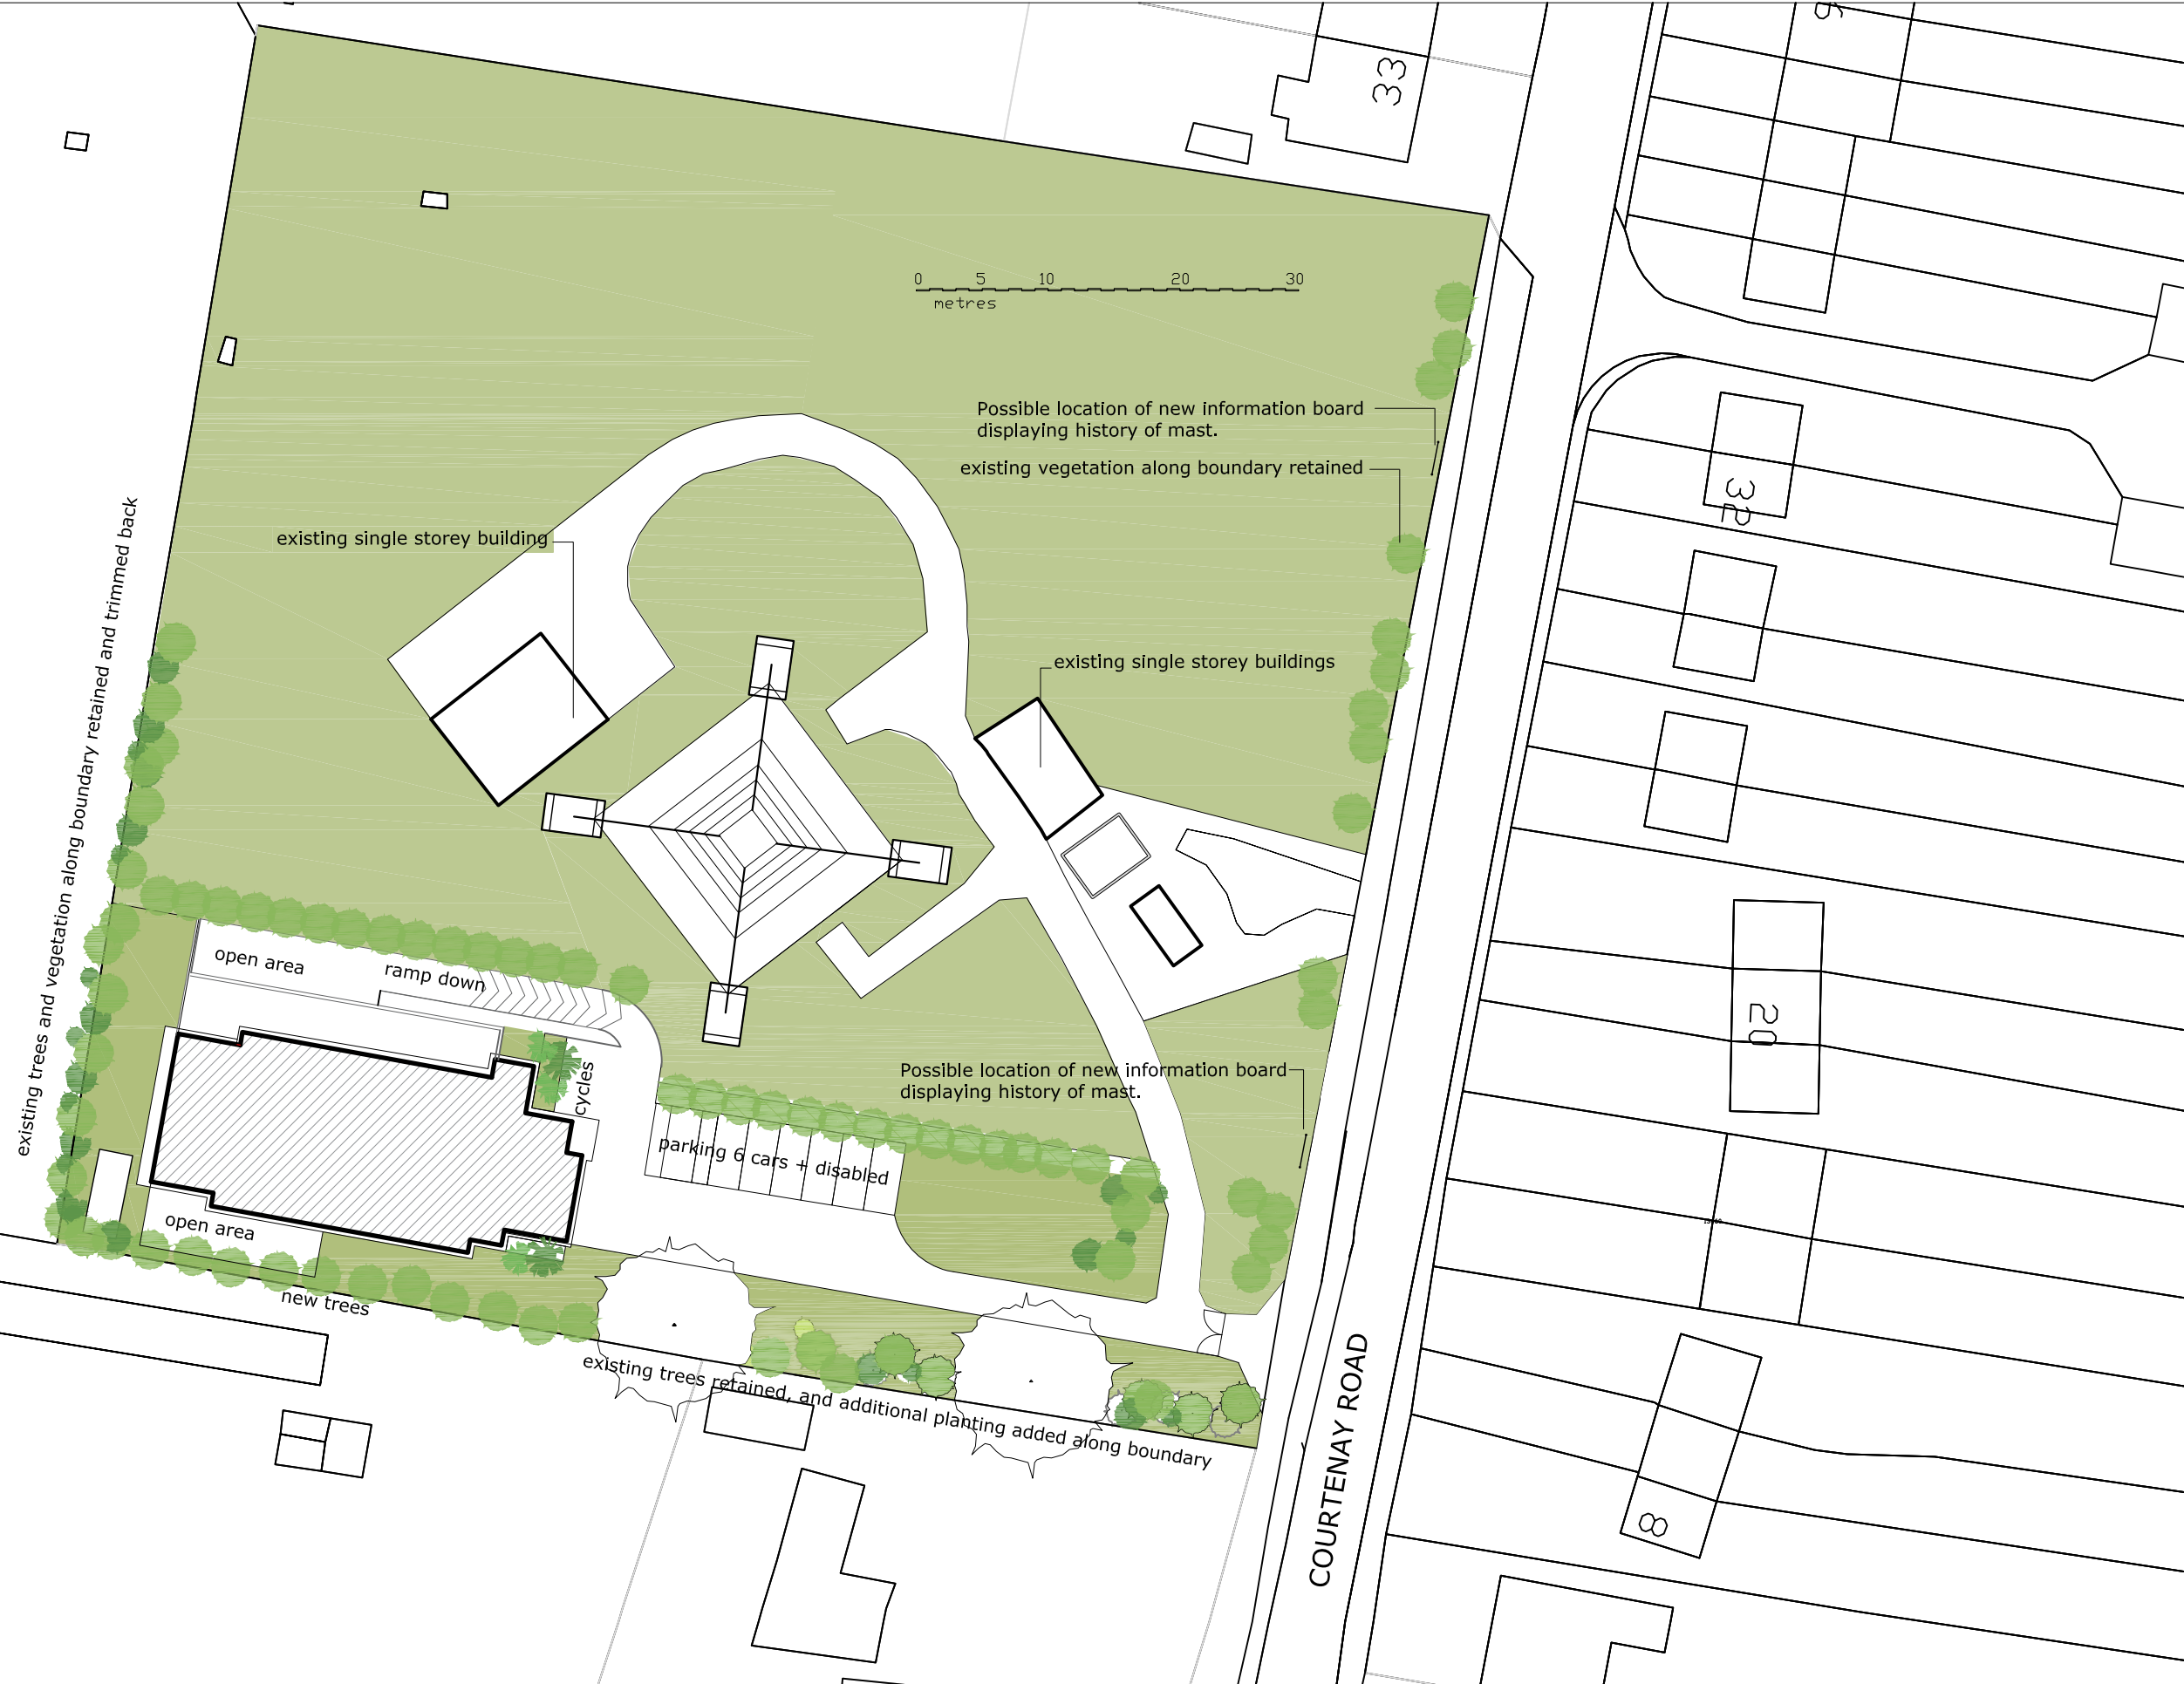 33
0 5 10 20 30
metres
Possible location of new information board
displaying history of mast.
existing vegetation along boundary retained
32
existing single storey building
existing trees and vegetation along boundary retained and trimmed back
existing single storey buildings
open area
ramp down
20
cycles
Possible location of new information board
displaying history of mast.
parking 6 cars + disabled
open area
new trees
existing trees retained, and additional planting added along boundary
COURTENAY ROAD
8